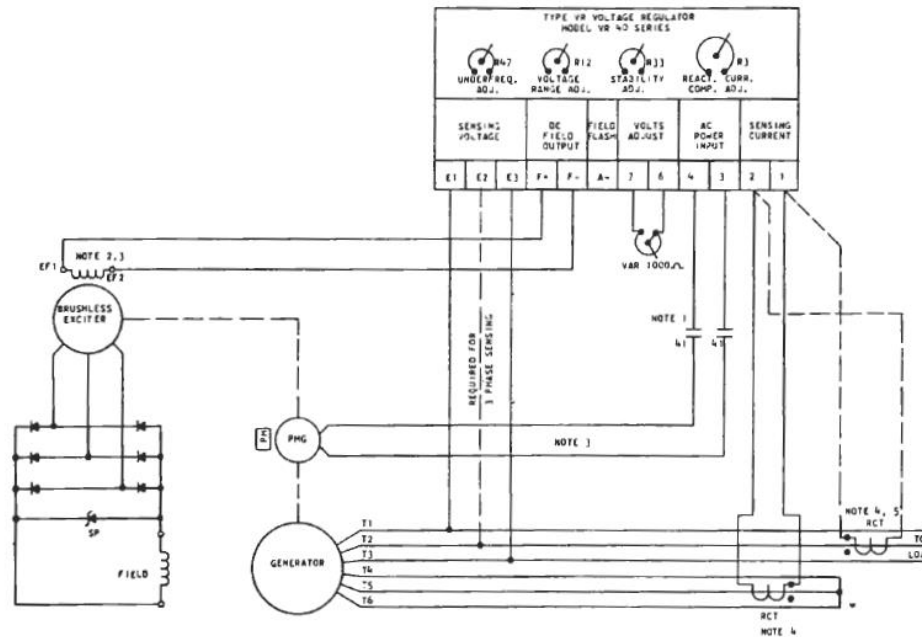 TYPE VR VOLTAGE REGULATOR
MODEL VR 40 SERIES
R47
R12
R33
R3
UNDERFREQ. ADJ.
VOLTAGE RANGE ADJ.
STABILITY ADJ.
REACT. CURR. COMP. ADJ.
SENSING VOLTAGE
DC FIELD OUTPUT
FIELD FLASH
VOLTS ADJUST
AC POWER INPUT
SENSING CURRENT
E1 E2 E3 F+ F- A- 7 6 4 3 2 1
NOTE 2,3
EF1
EF2
VAR 1000Ω
BRUSHLESS EXCITER
NOTE 1
41 41
REQUIRED FOR
3 PHASE SENSING
PM
PMG
NOTE 3
NOTE 4, 5
RCT
SP
FIELD
GENERATOR
T1
T2
T3
T4
T5
T6
TO
LOA
RCT
NOTE 4